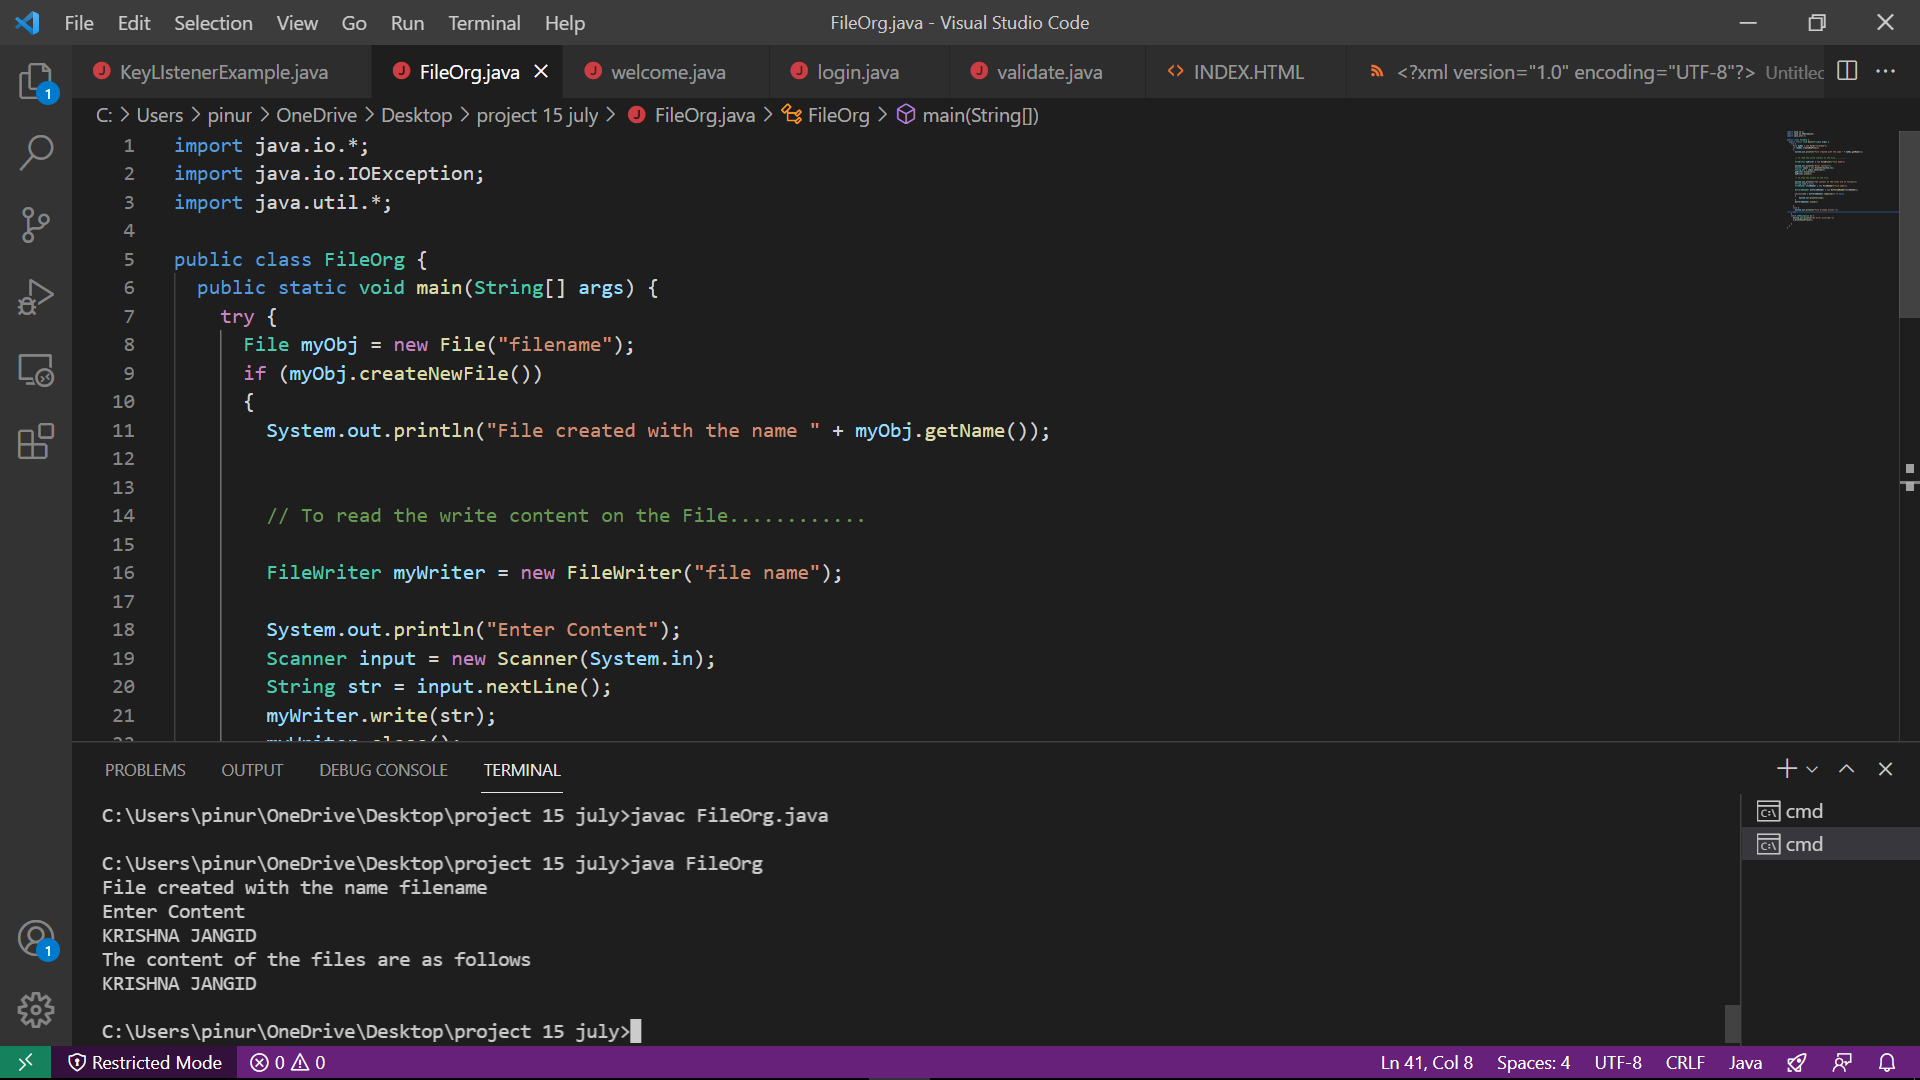 File Edit Selection View Go Run Terminal Help FileOrg.java - Visual Studio Code
KeyLIstenerExample.java FileOrg.java welcome.java login.java validate.java INDEX.HTML <?xml version="1.0" encoding="UTF-8"?>
C: > Users > pinur > OneDrive > Desktop > project 15 july > FileOrg.java > FileOrg > main(String[])
1 import java.io.*;
2 import java.io.IOException;
3 import java.util.*;
4
5 public class FileOrg {
6 public static void main(String[] args) {
7 try {
8 File myObj = new File("filename");
9 if (myObj.createNewFile())
10 {
11 System.out.println("File created with the name " + myObj.getName());
12
13
14 // To read the write content on the File............
15
16 FileWriter myWriter = new FileWriter("file name");
17
18 System.out.println("Enter Content");
19 Scanner input = new Scanner(System.in);
20 String str = input.nextLine();
21 myWriter.write(str);
PROBLEMS OUTPUT DEBUG CONSOLE TERMINAL
C:\Users\pinur\OneDrive\Desktop\project 15 july>javac FileOrg.java
C:\Users\pinur\OneDrive\Desktop\project 15 july>java FileOrg
File created with the name filename
Enter Content
KRISHNA JANGID
The content of the files are as follows
KRISHNA JANGID
C:\Users\pinur\OneDrive\Desktop\project 15 july>
cmd
cmd
1
1
Restricted Mode 0 0 Ln 41, Col 8 Spaces: 4 UTF-8 CRLF Java